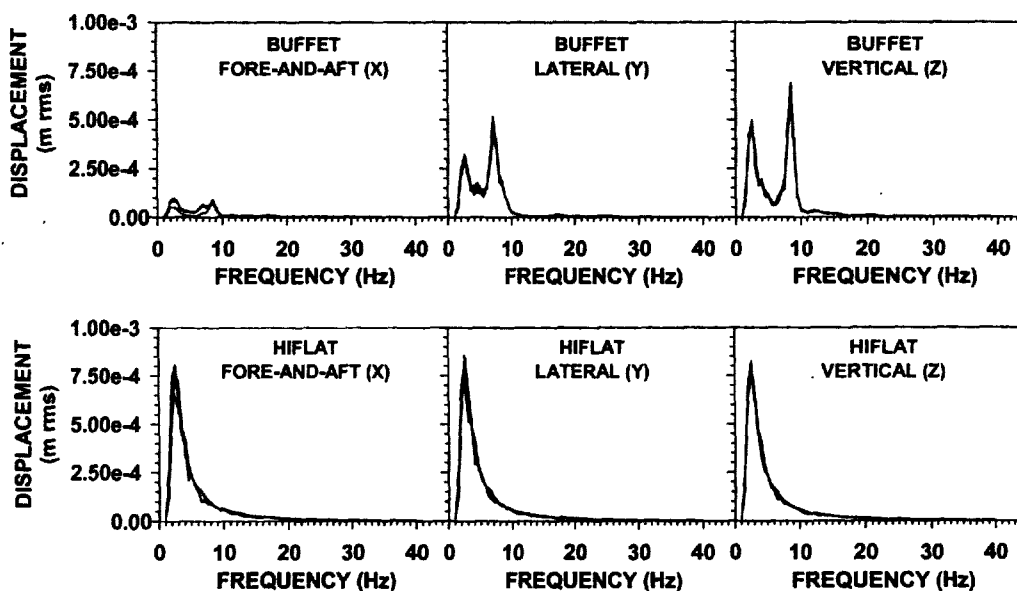 DISPLACEMENT
(m rms)
1.00e-3
7.50e-4
5.00e-4
2.50e-4
0.00
BUFFET
FORE-AND-AFT (X)
BUFFET
LATERAL (Y)
BUFFET
VERTICAL (Z)
0 10 20 30 40
0 10 20 30 40
0 10 20 30 40
FREQUENCY (Hz)
FREQUENCY (Hz)
FREQUENCY (Hz)
DISPLACEMENT
(m rms)
1.00e-3
7.50e-4
5.00e-4
2.50e-4
0.00
HIFLAT
FORE-AND-AFT (X)
HIFLAT
LATERAL (Y)
HIFLAT
VERTICAL (Z)
0 10 20 30 40
0 10 20 30 40
0 10 20 30 40
FREQUENCY (Hz)
FREQUENCY (Hz)
FREQUENCY (Hz)